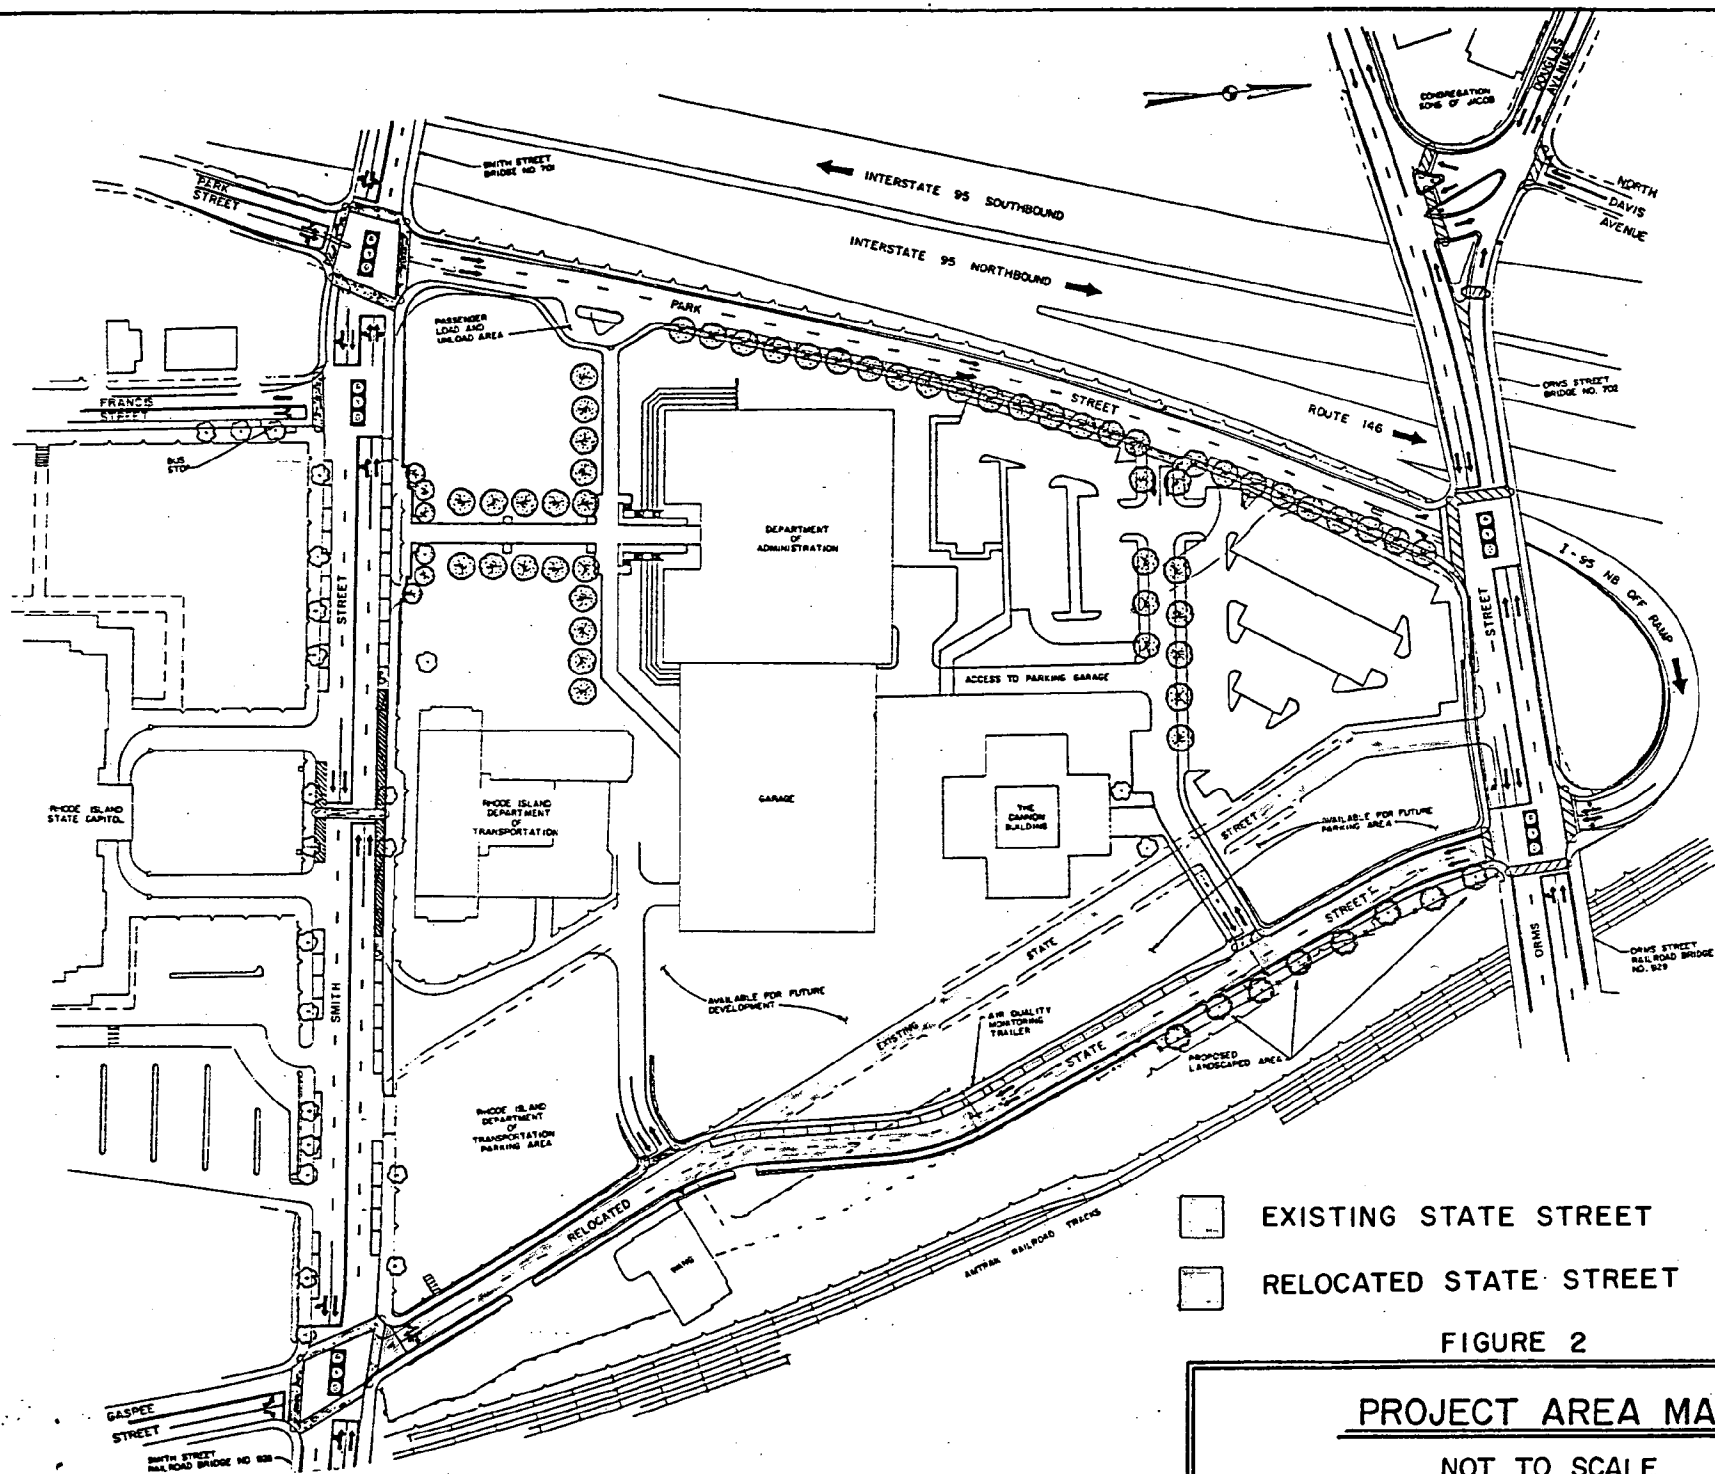 DOUGLAS
AVENUE
CONGREGATION
SONS OF JACOB
NORTH
DAVIS
AVENUE
SMITH STREET
BRIDGE NO 701
PARK
STREET
INTERSTATE 95 SOUTHBOUND
INTERSTATE 95 NORTHBOUND
PASSENGER
LOAD AND
UNLOAD AREA
PARK
STREET
ROUTE 146
ORMS STREET
BRIDGE NO. 702
FRANCIS
STREET
BUS
STOP
DEPARTMENT
OF
ADMINISTRATION
I-95 NB OFF RAMP
STREET
STREET
ACCESS TO PARKING GARAGE
RHODE ISLAND
STATE CAPITOL
RHODE ISLAND
DEPARTMENT
OF
TRANSPORTATION
GARAGE
THE
CANNON
BUILDING
STREET
AVAILABLE FOR FUTURE
PARKING AREA
STREET
STATE
ORMS
ORMS STREET
RAILROAD BRIDGE
NO. 929
SMITH
AVAILABLE FOR FUTURE
DEVELOPMENT
EXISTING
AIR QUALITY
MONITORING
TRAILER
STATE
PROPOSED
LANDSCAPED AREA
RHODE ISLAND
DEPARTMENT
OF
TRANSPORTATION
PARKING AREA
RELOCATED
AMTRAK RAILROAD TRACKS
EXISTING STATE STREET
RELOCATED STATE STREET
FIGURE 2
GASPEE
STREET
SMITH STREET
RAILROAD BRIDGE NO
PROJECT AREA MA
NOT TO SCALE